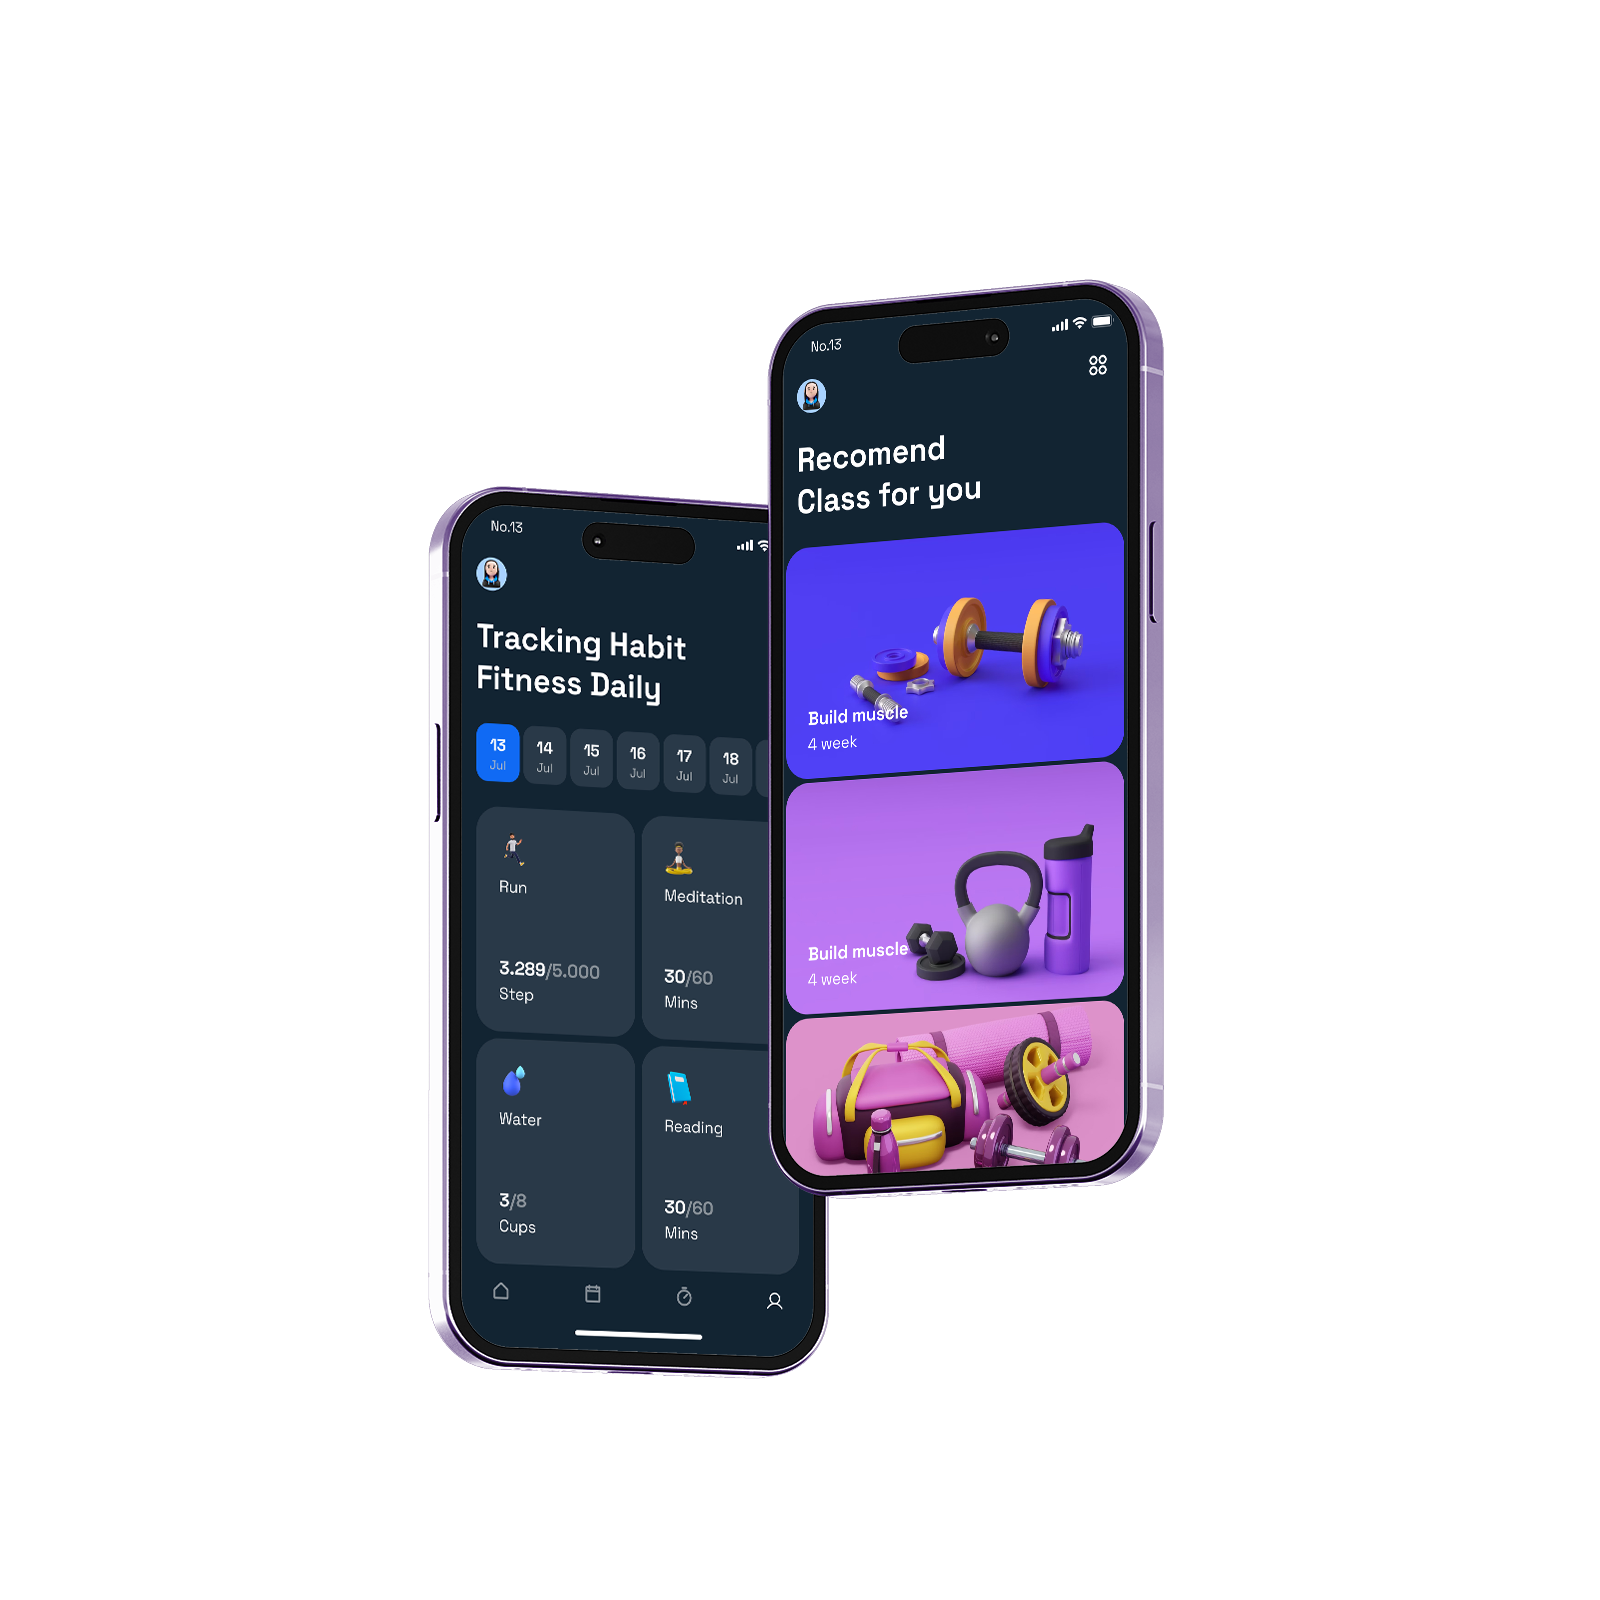 No.13
Tracking Habit
Fitness Daily
13
Jul
14
Jul
15
Jul
16
Jul
17
Jul
18
Jul
Run
3.289/5.000
Step
Meditation
30/60
Mins
Water
3/8
Cups
Reading
30/60
Mins
No.13
Recomend
Class for you
Build muscle
4 week
Build muscle
4 week